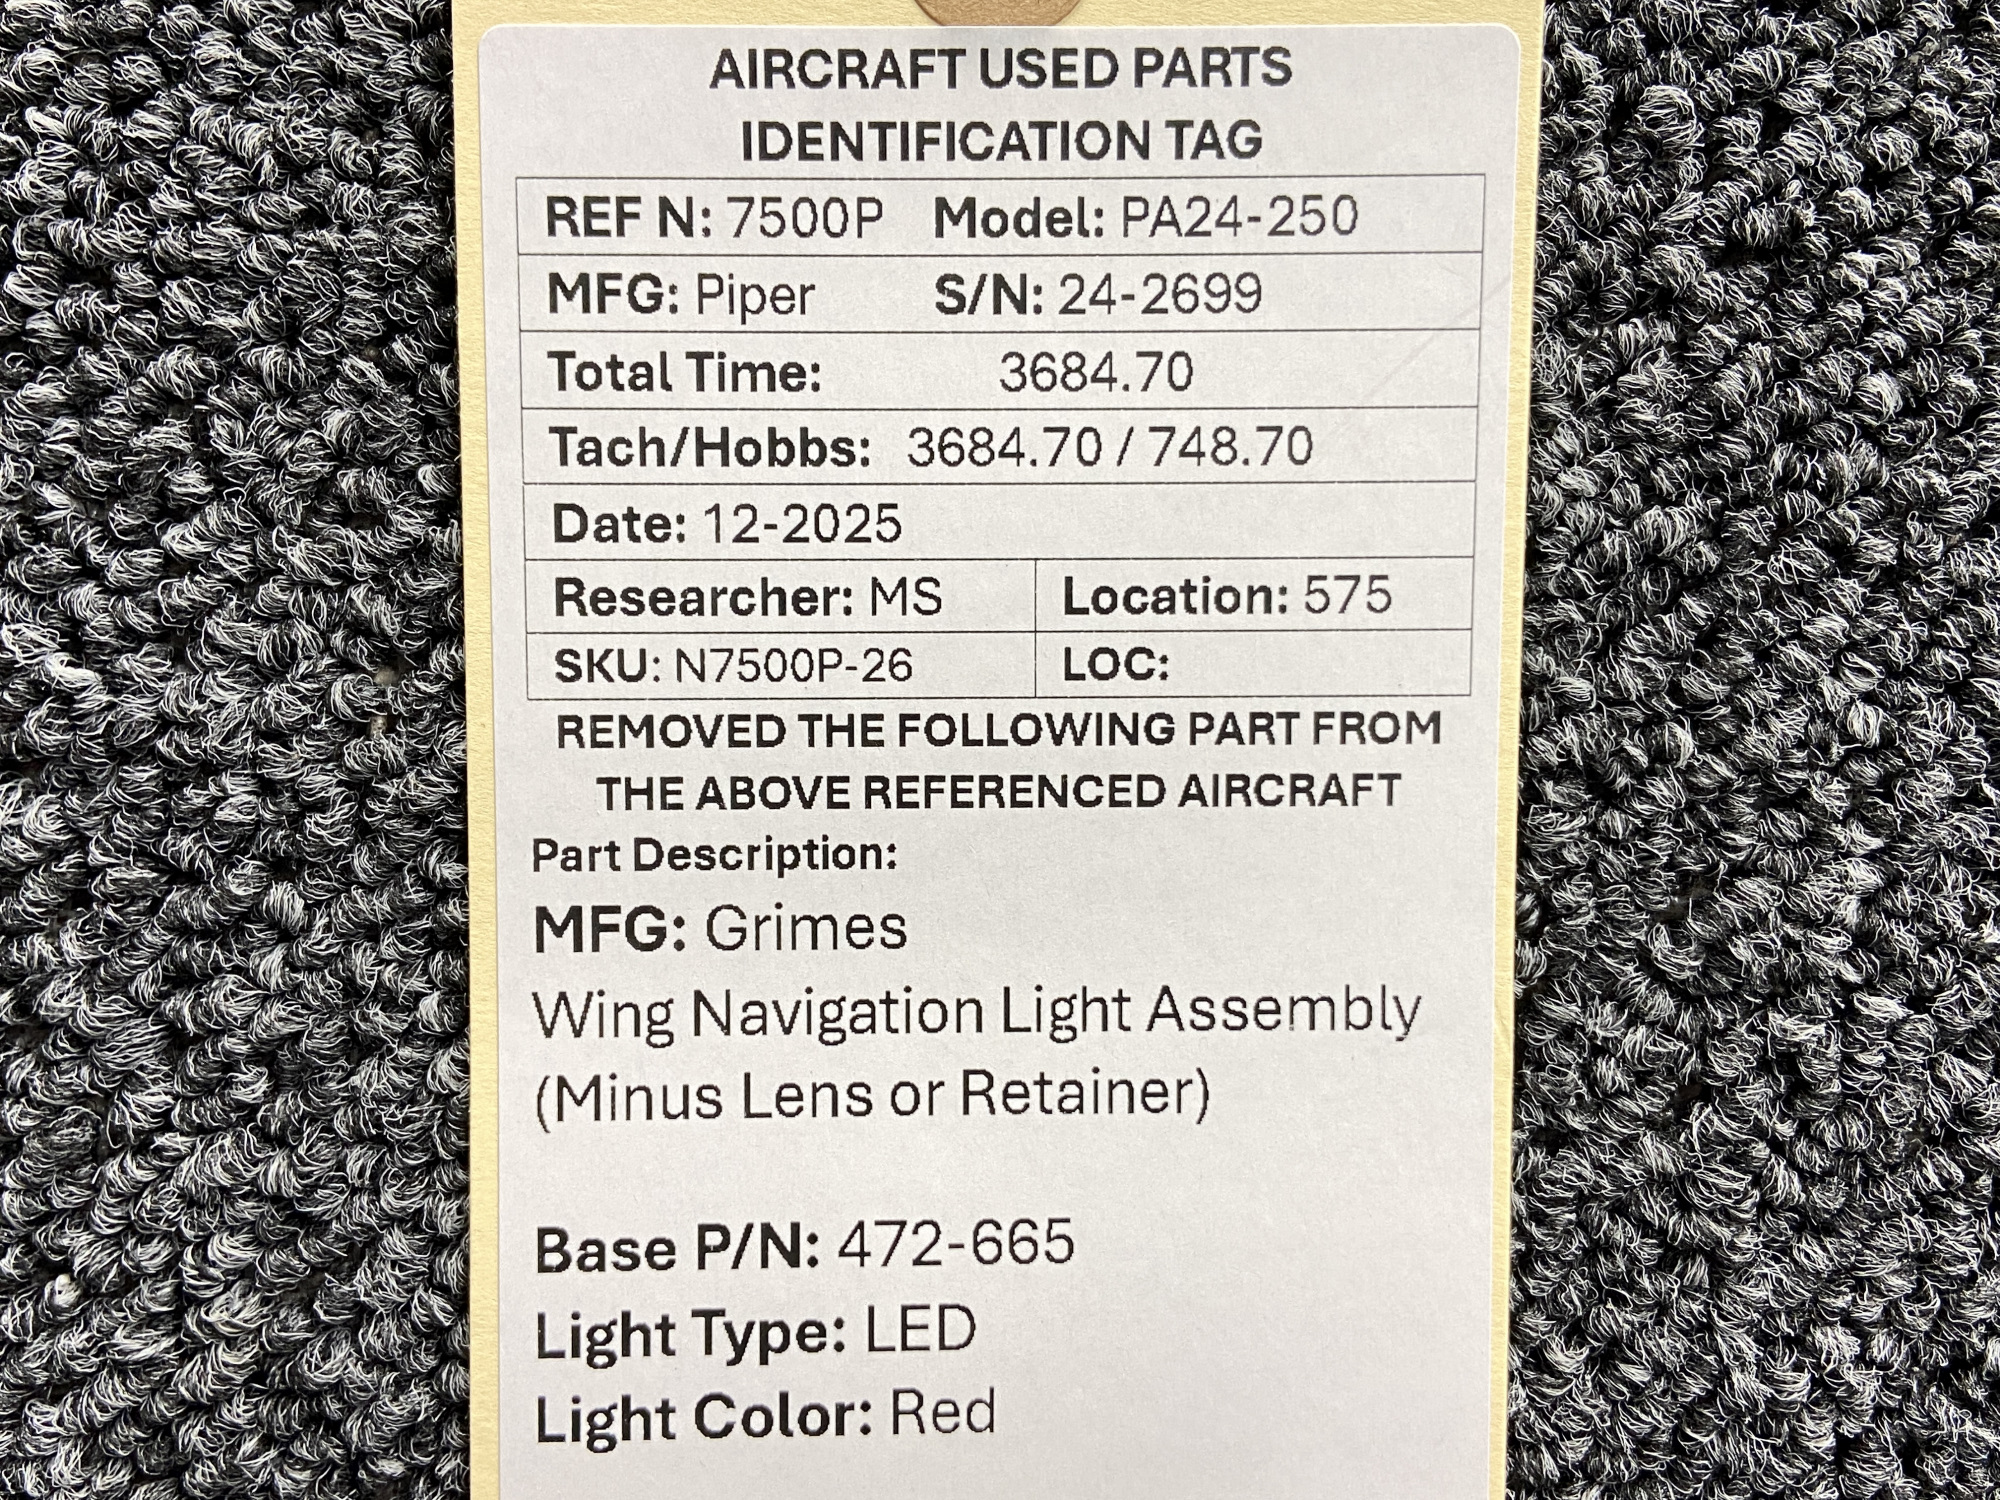 AIRCRAFT USED PARTS
IDENTIFICATION TAG
REF N: 7500P Model: PA24-250
MFG: Piper S/N: 24-2699
Total Time: 3684.70
Tach/Hobbs: 3684.70 / 748.70
Date: 12-2025
Researcher: MS Location: 575
SKU: N7500P-26 LOC:
REMOVED THE FOLLOWING PART FROM
THE ABOVE REFERENCED AIRCRAFT
Part Description:
MFG: Grimes
Wing Navigation Light Assembly
(Minus Lens or Retainer)
Base P/N: 472-665
Light Type: LED
Light Color: Red